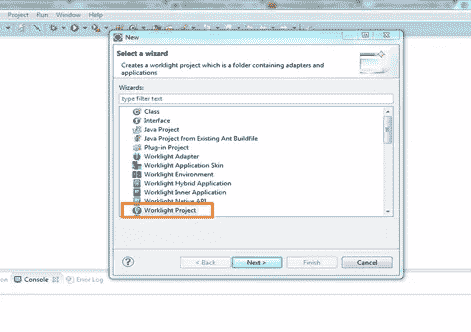 Project Run Window Help
New
Select a wizard
Creates a worklight project which is a folder containing adapters and
applications
Wizards:
type filter text
Class
Interface
Java Project
Java Project from Existing Ant Buildfile
Plug-in Project
Worklight Adapter
Worklight Application Skin
Worklight Environment
Worklight Hybrid Application
Worklight Inner Application
Worklight Native API
Worklight Project
< Back Next > Finish Cancel
on Console Error Log